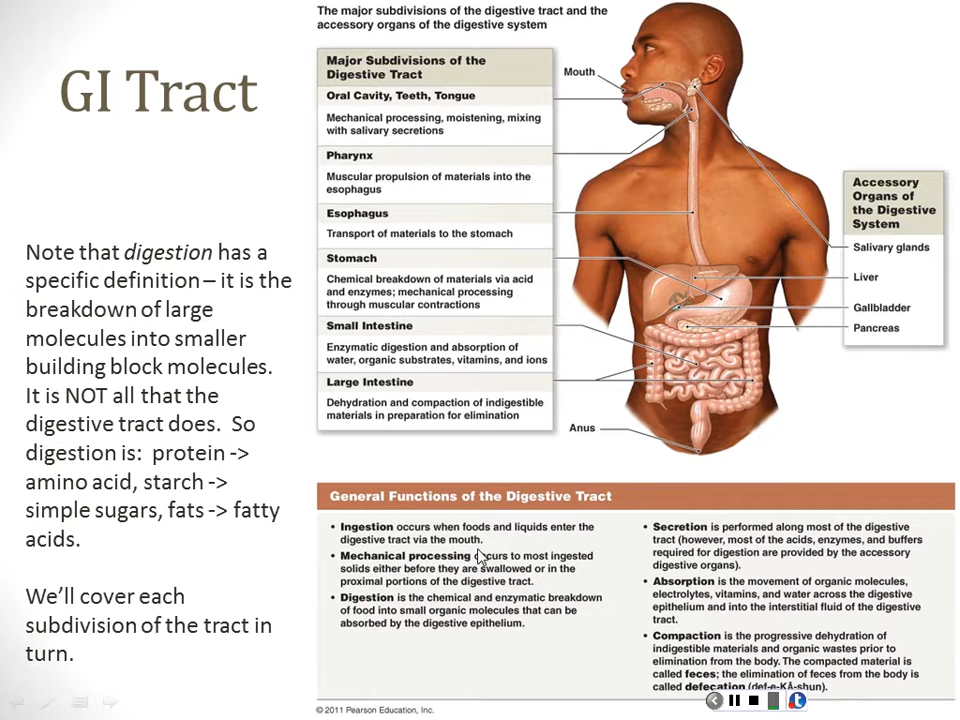 The major subdivisions of the digestive tract and the
accessory organs of the digestive system
GI Tract
Note that digestion has a
specific definition – it is the
breakdown of large
molecules into smaller
building block molecules.
It is NOT all that the
digestive tract does.  So
digestion is:  protein ->
amino acid, starch ->
simple sugars, fats -> fatty
acids.
We'll cover each
subdivision of the tract in
turn.
Major Subdivisions of the
Digestive Tract
Oral Cavity, Teeth, Tongue
Mechanical processing, moistening, mixing
with salivary secretions
Pharynx
Muscular propulsion of materials into the
esophagus
Esophagus
Transport of materials to the stomach
Stomach
Chemical breakdown of materials via acid
and enzymes; mechanical processing
through muscular contractions
Small Intestine
Enzymatic digestion and absorption of
water, organic substrates, vitamins, and ions
Large Intestine
Dehydration and compaction of indigestible
materials in preparation for elimination
Mouth
Anus
Accessory
Organs of
the Digestive
System
Salivary glands
Liver
Gallbladder
Pancreas
General Functions of the Digestive Tract
• Ingestion occurs when foods and liquids enter the
digestive tract via the mouth.
• Mechanical processing occurs to most ingested
solids either before they are swallowed or in the
proximal portions of the digestive tract.
• Digestion is the chemical and enzymatic breakdown
of food into small organic molecules that can be
absorbed by the digestive epithelium.
• Secretion is performed along most of the digestive
tract (however, most of the acids, enzymes, and buffers
required for digestion are provided by the accessory
digestive organs).
• Absorption is the movement of organic molecules,
electrolytes, vitamins, and water across the digestive
epithelium and into the interstitial fluid of the digestive
tract.
• Compaction is the progressive dehydration of
indigestible materials and organic wastes prior to
elimination from the body. The compacted material is
called feces; the elimination of feces from the body is
called defecation (def-e-KĀ-shun).
© 2011 Pearson Education, Inc.